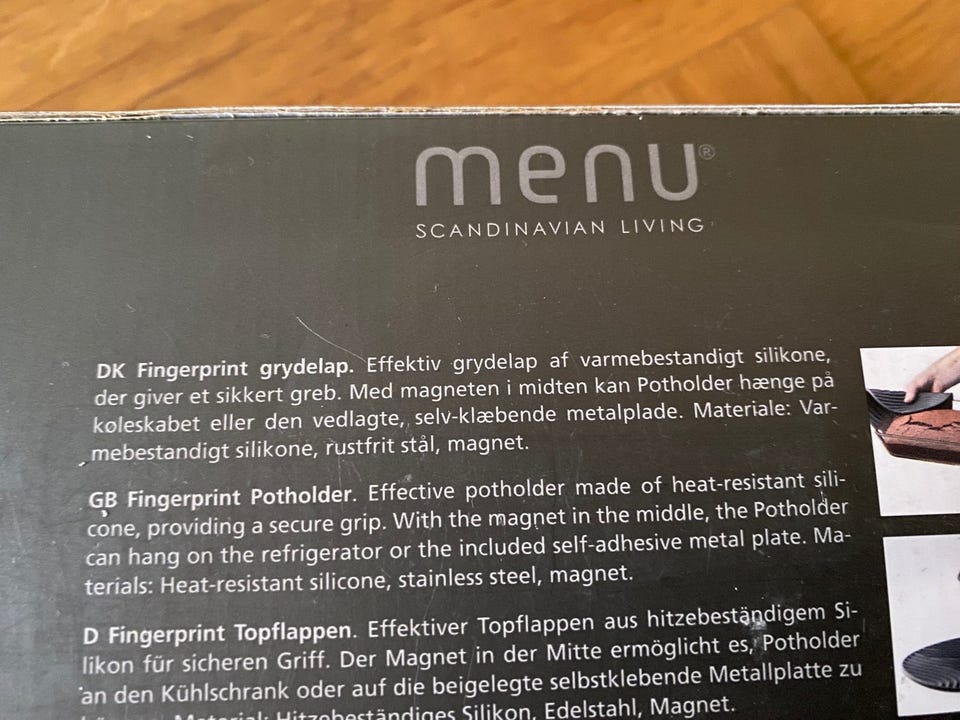 menu®
SCANDINAVIAN LIVING
DK Fingerprint grydelap. Effektiv grydelap af varmebestandigt silikone,
der giver et sikkert greb. Med magneten i midten kan Potholder hænge på
køleskabet eller den vedlagte, selv-klæbende metalplade. Materiale: Var-
mebestandigt silikone, rustfrit stål, magnet.
GB Fingerprint Potholder. Effective potholder made of heat-resistant sili-
cone, providing a secure grip. With the magnet in the middle, the Potholder
can hang on the refrigerator or the included self-adhesive metal plate. Ma-
terials: Heat-resistant silicone, stainless steel, magnet.
D Fingerprint Topflappen. Effektiver Topflappen aus hitzebeständigem Si-
likon für sicheren Griff. Der Magnet in der Mitte ermöglicht es, Potholder
an den Kühlschrank oder auf die beigelegte selbstklebende Metallplatte zu
Material: Hitzebeständiges Silikon, Edelstahl, Magnet.